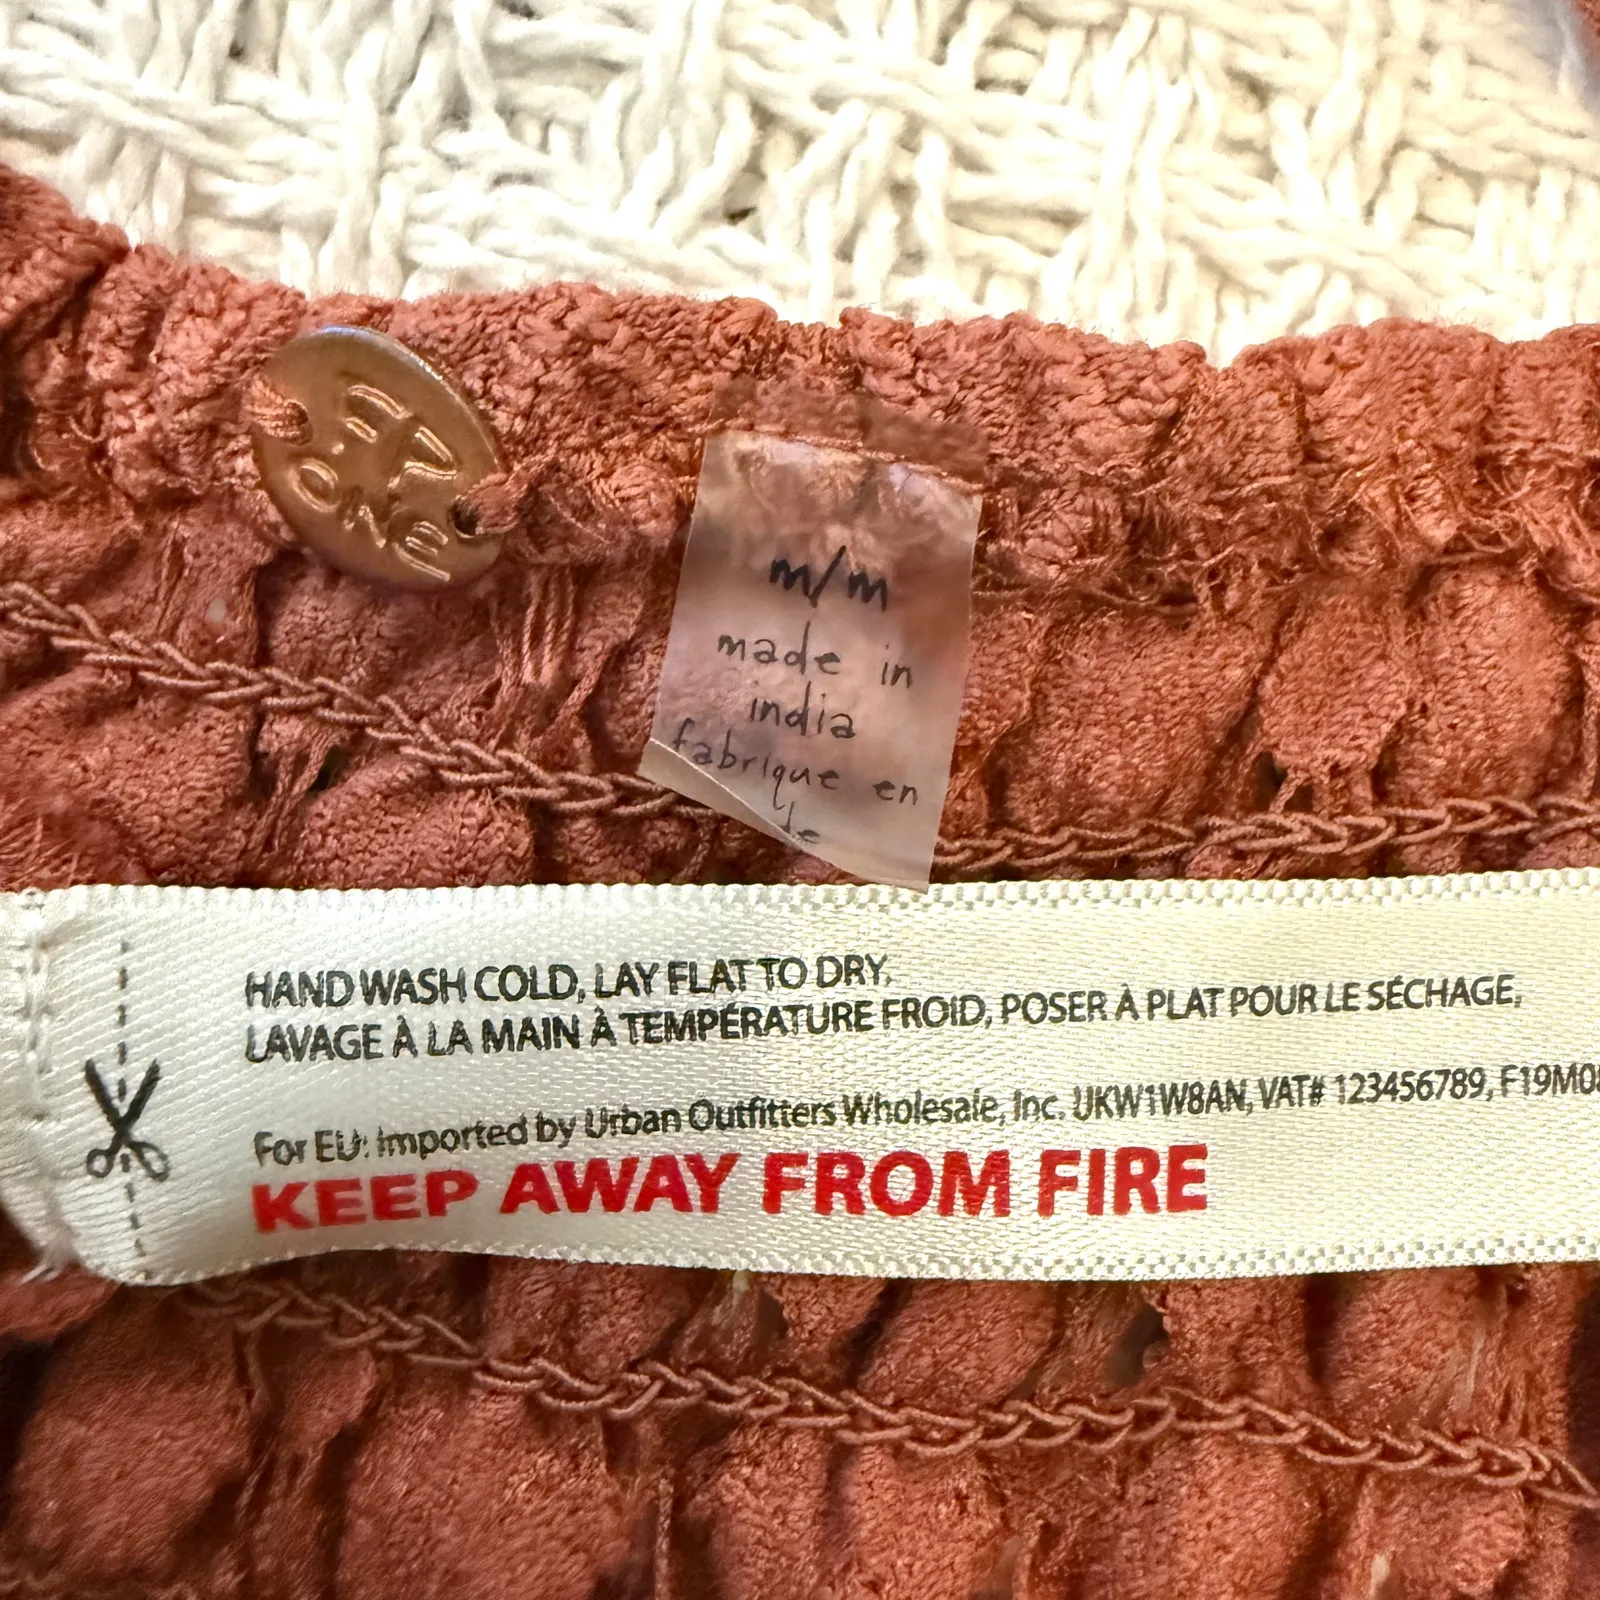 FP
ONE
m/m
made in
india
fabrique en
HAND WASH COLD, LAY FLAT TO DRY,
LAVAGE À LA MAIN À TEMPÉRATURE FROID, POSER À PLAT POUR LE SÉCHAGE,
For EU: Imported by Urban Outfitters Wholesale, Inc. UKW1W8AN, VAT# 123456789,
KEEP AWAY FROM FIRE